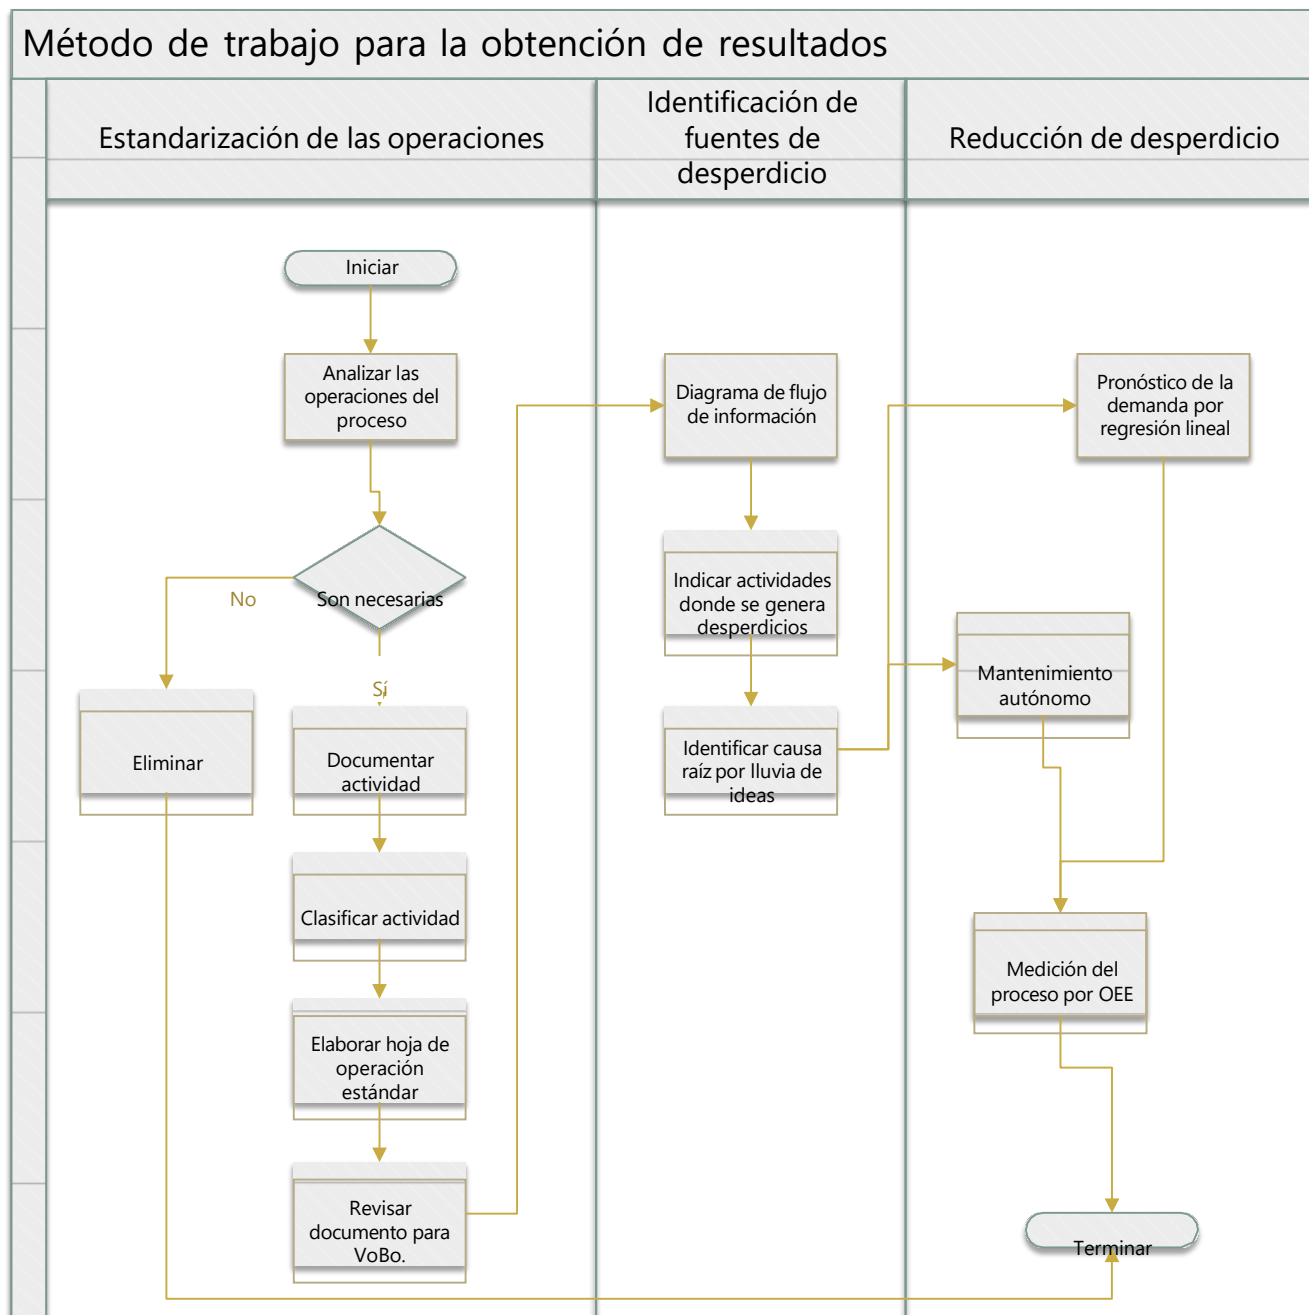 Método de trabajo para la obtención de resultados
Estandarización de las operaciones
Identificación de
fuentes de
desperdicio
Reducción de desperdicio
Iniciar
Analizar las
operaciones del
proceso
Son necesarias
No
Sí
Eliminar
Documentar
actividad
Clasificar actividad
Elaborar hoja de
operación
estándar
Revisar
documento para
VoBo.
Diagrama de flujo
de información
Indicar actividades
donde se genera
desperdicios
Identificar causa
raíz por lluvia de
ideas
Pronóstico de la
demanda por
regresión lineal
Mantenimiento
autónomo
Medición del
proceso por OEE
Terminar